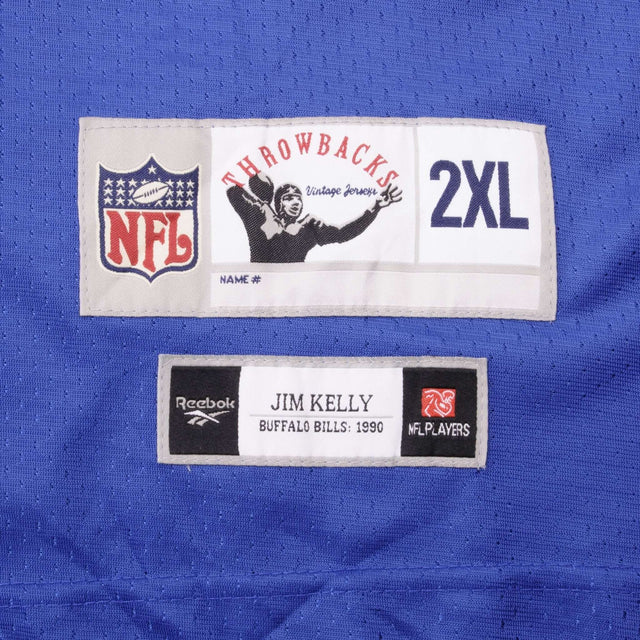 THROWBACKS
Vintage Jerseys
2XL
NFL
NAME #
Reebok
JIM KELLY
BUFFALO BILLS: 1990
NFLPLAYERS